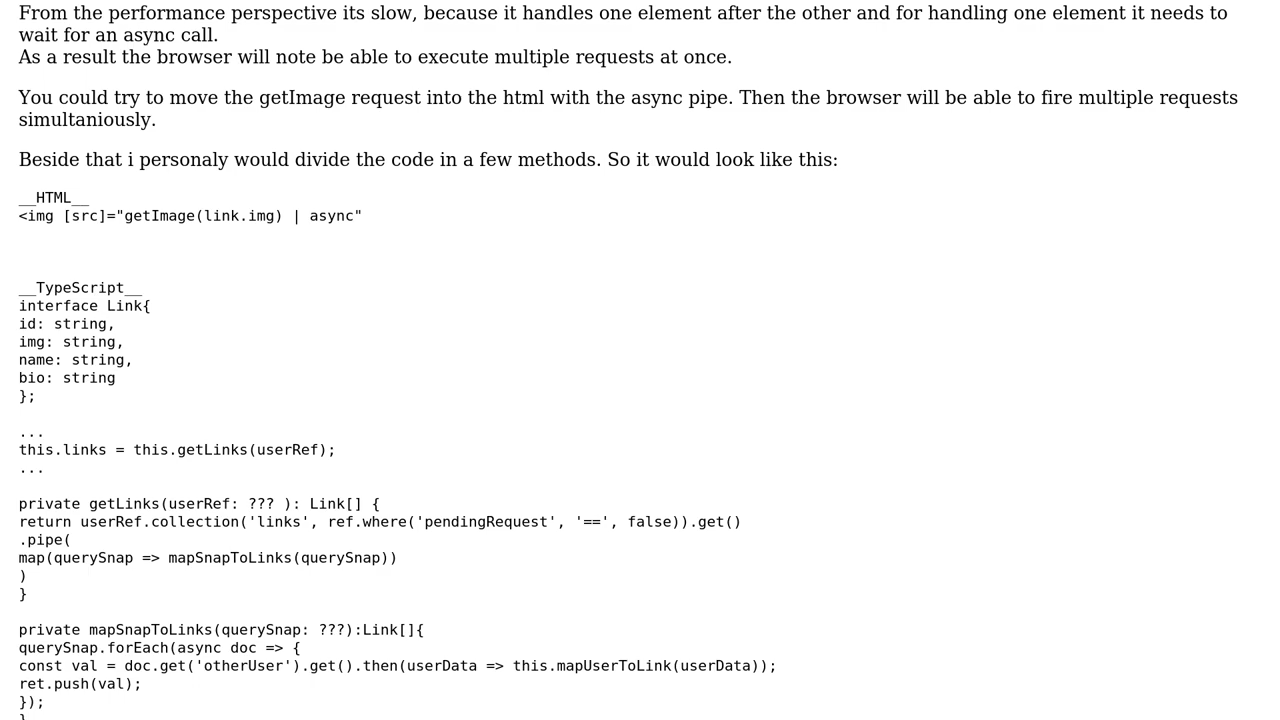 From the performance perspective its slow, because it handles one element after the other and for handling one element it needs to
wait for an async call.
As a result the browser will note be able to execute multiple requests at once.
You could try to move the getImage request into the html with the async pipe. Then the browser will be able to fire multiple requests
simultaniously.
Beside that i personaly would divide the code in a few methods. So it would look like this:
__HTML__
<img [src]="getImage(link.img) | async"
__TypeScript__
interface Link{
id: string,
img: string,
name: string,
bio: string
};
...
this.links = this.getLinks(userRef);
...
private getLinks(userRef: ??? ): Link[] {
return userRef.collection('links', ref.where('pendingRequest', '==', false)).get()
.pipe(
map(querySnap => mapSnapToLinks(querySnap))
)
}
private mapSnapToLinks(querySnap: ???):Link[]{
querySnap.forEach(async doc => {
const val = doc.get('otherUser').get().then(userData => this.mapUserToLink(userData));
ret.push(val);
});
}